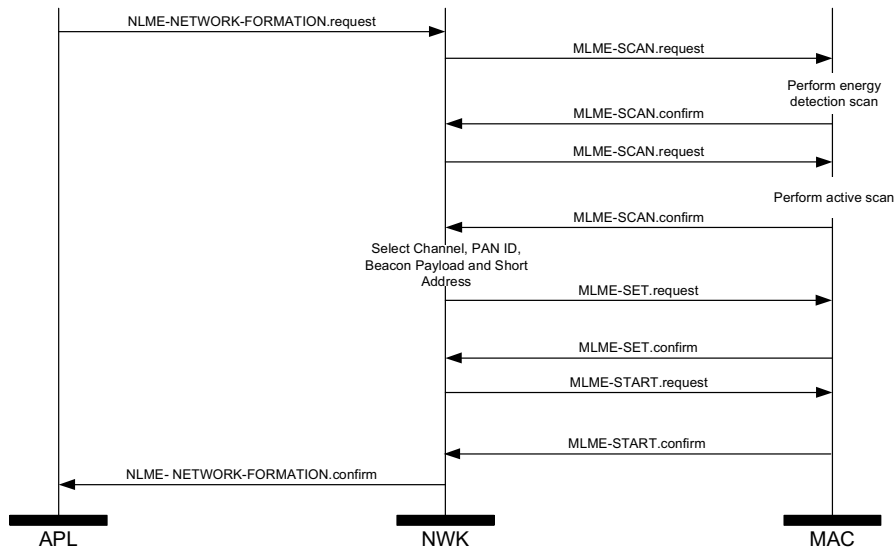 NLME-NETWORK-FORMATION.request
MLME-SCAN.request
Perform energy
detection scan
MLME-SCAN.confirm
MLME-SCAN.request
Perform active scan
MLME-SCAN.confirm
Select Channel, PAN ID,
Beacon Payload and Short
Address
MLME-SET.request
MLME-SET.confirm
MLME-START.request
MLME-START.confirm
NLME- NETWORK-FORMATION.confirm
APL
NWK
MAC